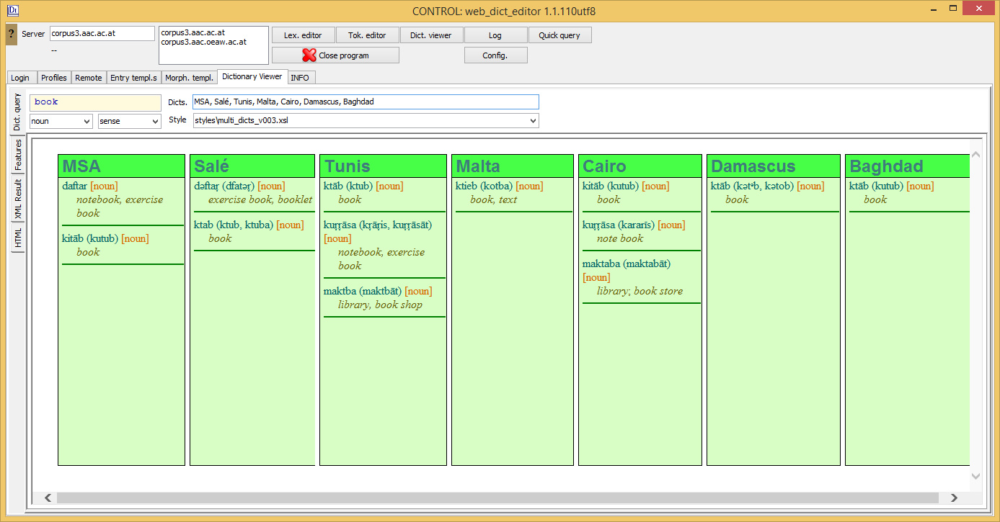 CONTROL: web_dict_editor 1.1.110utf8
? Server corpus3.aac.ac.at
--
corpus3.aac.ac.at
corpus3.aac.oeaw.ac.at
Lex. editor Tok. editor Dict. viewer Log Quick query
Close program Config.
Login Profiles Remote Entry templ.s Morph. templ. Dictionary Viewer INFO
Dict. query
Features
XML Result
HTML
book Dicts. MSA, Salé, Tunis, Malta, Cairo, Damascus, Baghdad
noun sense Style styles\multi_dicts_v003.xsl
MSA
daftar [noun]
notebook, exercise
book
kitāb (kutub) [noun]
book
Salé
dəftaṛ (dfatəṛ) [noun]
exercise book, booklet
ktab (ktub, ktuba) [noun]
book
Tunis
ktāb (ktub) [noun]
book
kuṛṛāsa (kṛāṛis, kuṛṛāsāt)
[noun]
notebook, exercise
book
maktba (maktbāt) [noun]
library, book shop
Malta
ktieb (kotba) [noun]
book, text
Cairo
kitāb (kutub) [noun]
book
kuṛṛāsa (kararīs) [noun]
note book
maktaba (maktabāt)
[noun]
library; book store
Damascus
ktāb (kətᵊb, kətob) [noun]
book
Baghdad
ktāb (kutub) [noun]
book